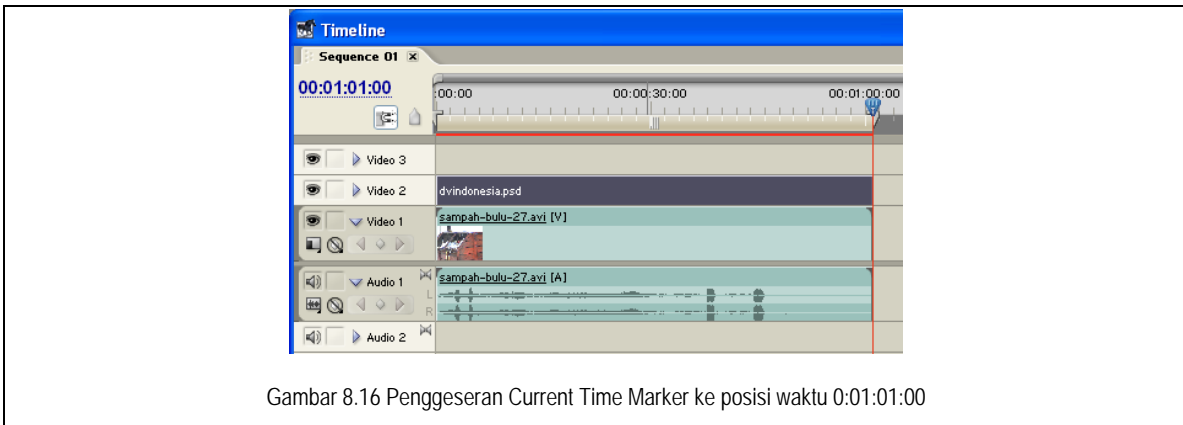 Timeline
Sequence 01
00:01:01:00
:00:00 00:00:30:00 00:01:00:00
Video 3
Video 2 dvindonesia.psd
Video 1 sampah-bulu-27.avi [V]
Audio 1 sampah-bulu-27.avi [A]
L
R
Audio 2
Gambar 8.16 Penggeseran Current Time Marker ke posisi waktu 0:01:01:00